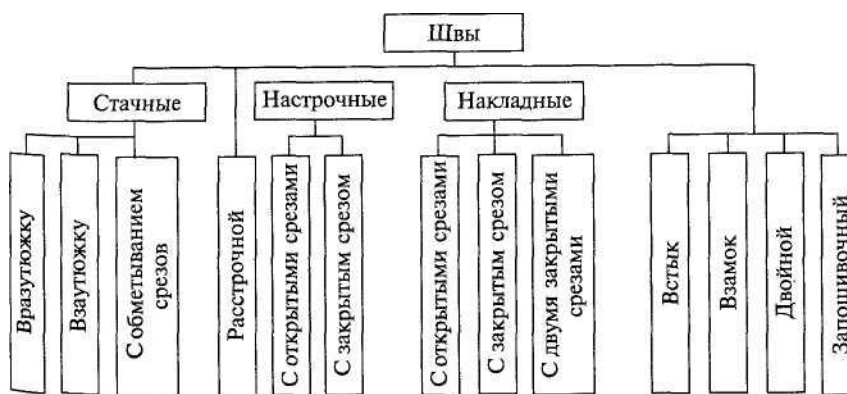 Швы
Стачные
Настрочные
Накладные
Вразутюжку
Взаутюжку
С обметыванием
срезов
Расстрочной
С открытыми срезами
С закрытым срезом
С открытыми срезами
С закрытым срезом
С двумя закрытыми
срезами
Встык
Взамок
Двойной
Запошивочный